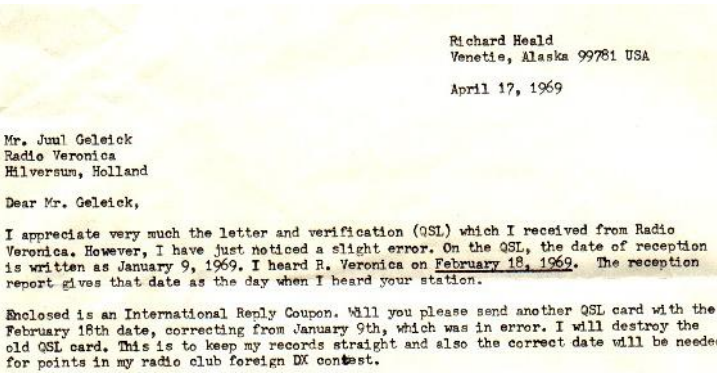 Richard Heald
Venetie, Alaska 99781 USA
April 17, 1969
Mr. Juul Geleick
Radio Veronica
Hilversum, Holland
Dear Mr. Geleick,
I appreciate very much the letter and verification (QSL) which I received from Radio
Veronica. However, I have just noticed a slight error. On the QSL, the date of reception
is written as January 9, 1969. I heard R. Veronica on February 18, 1969. The reception
report gives that date as the day when I heard your station.
Enclosed is an International Reply Coupon. Will you please send another QSL card with the
February 18th date, correcting from January 9th, which was in error. I will destroy the
old QSL card. This is to keep my records straight and also the correct date will be neede
for points in my radio club foreign DX contest.